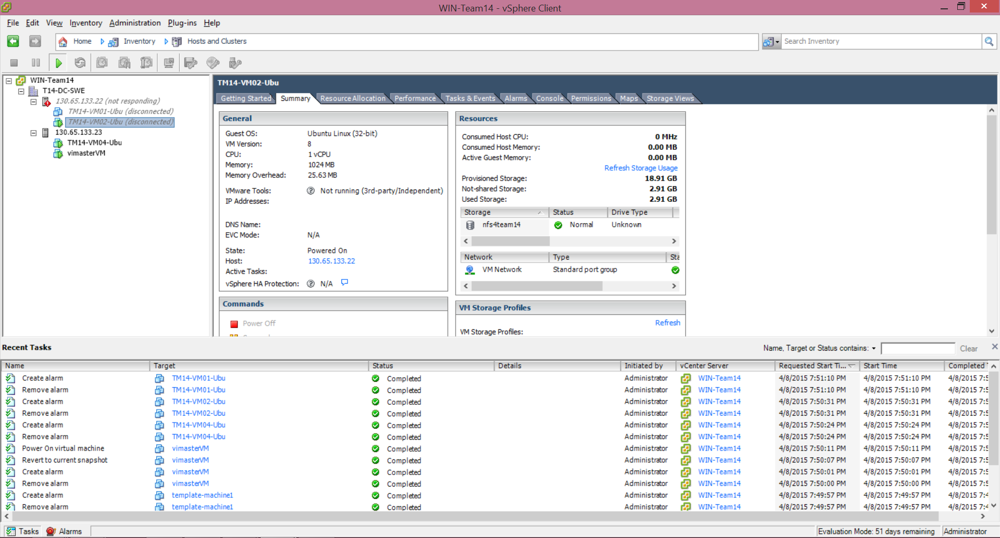 WIN-Team14 - vSphere Client
File Edit View Inventory Administration Plug-ins Help
Home Inventory Hosts and Clusters
Search Inventory
WIN-Team14
T14-DC-SWE
130.65.133.22 (not responding)
TM14-VM01-Ubu (disconnected)
TM14-VM02-Ubu (disconnected)
130.65.133.23
TM14-VM04-Ubu
vimasterVM
TM14-VM02-Ubu
Getting Started Summary Resource Allocation Performance Tasks & Events Alarms Console Permissions Maps Storage Views
General
Guest OS: Ubuntu Linux (32-bit)
VM Version: 8
CPU: 1 vCPU
Memory: 1024 MB
Memory Overhead: 25.63 MB
VMware Tools: Not running (3rd-party/Independent)
IP Addresses:
DNS Name:
EVC Mode: N/A
State: Powered On
Host: 130.65.133.22
Active Tasks:
vSphere HA Protection: N/A
Commands
Power Off
Resources
Consumed Host CPU: 0 MHz
Consumed Host Memory: 0.00 MB
Active Guest Memory: 0.00 MB
Refresh Storage Usage
Provisioned Storage: 18.91 GB
Not-shared Storage: 2.91 GB
Used Storage: 2.91 GB
Storage Status Drive Type
nfs4team14 Normal Unknown
Network Type Sta
VM Network Standard port group
VM Storage Profiles
Refresh
VM Storage Profiles:
Recent Tasks
Name, Target or Status contains: Clear
Name Target Status Details Initiated by vCenter Server Requested Start Ti... Start Time Completed
Create alarm TM14-VM01-Ubu Completed Administrator WIN-Team14 4/8/2015 7:51:10 PM 4/8/2015 7:51:10 PM 4/8/2015 7:5
Remove alarm TM14-VM01-Ubu Completed Administrator WIN-Team14 4/8/2015 7:51:10 PM 4/8/2015 7:51:10 PM 4/8/2015 7:5
Create alarm TM14-VM02-Ubu Completed Administrator WIN-Team14 4/8/2015 7:50:31 PM 4/8/2015 7:50:31 PM 4/8/2015 7:5
Remove alarm TM14-VM02-Ubu Completed Administrator WIN-Team14 4/8/2015 7:50:31 PM 4/8/2015 7:50:31 PM 4/8/2015 7:5
Create alarm TM14-VM04-Ubu Completed Administrator WIN-Team14 4/8/2015 7:50:24 PM 4/8/2015 7:50:24 PM 4/8/2015 7:5
Remove alarm TM14-VM04-Ubu Completed Administrator WIN-Team14 4/8/2015 7:50:24 PM 4/8/2015 7:50:24 PM 4/8/2015 7:5
Power On virtual machine vimasterVM Completed Administrator WIN-Team14 4/8/2015 7:50:11 PM 4/8/2015 7:50:11 PM 4/8/2015 7:5
Revert to current snapshot vimasterVM Completed Administrator WIN-Team14 4/8/2015 7:50:07 PM 4/8/2015 7:50:07 PM 4/8/2015 7:5
Create alarm vimasterVM Completed Administrator WIN-Team14 4/8/2015 7:50:01 PM 4/8/2015 7:50:01 PM 4/8/2015 7:5
Remove alarm vimasterVM Completed Administrator WIN-Team14 4/8/2015 7:50:00 PM 4/8/2015 7:50:00 PM 4/8/2015 7:5
Create alarm template-machine1 Completed Administrator WIN-Team14 4/8/2015 7:49:57 PM 4/8/2015 7:49:57 PM 4/8/2015 7:4
Remove alarm template-machine1 Completed Administrator WIN-Team14 4/8/2015 7:49:57 PM 4/8/2015 7:49:57 PM 4/8/2015 7:4
Tasks Alarms Evaluation Mode: 51 days remaining Administrator